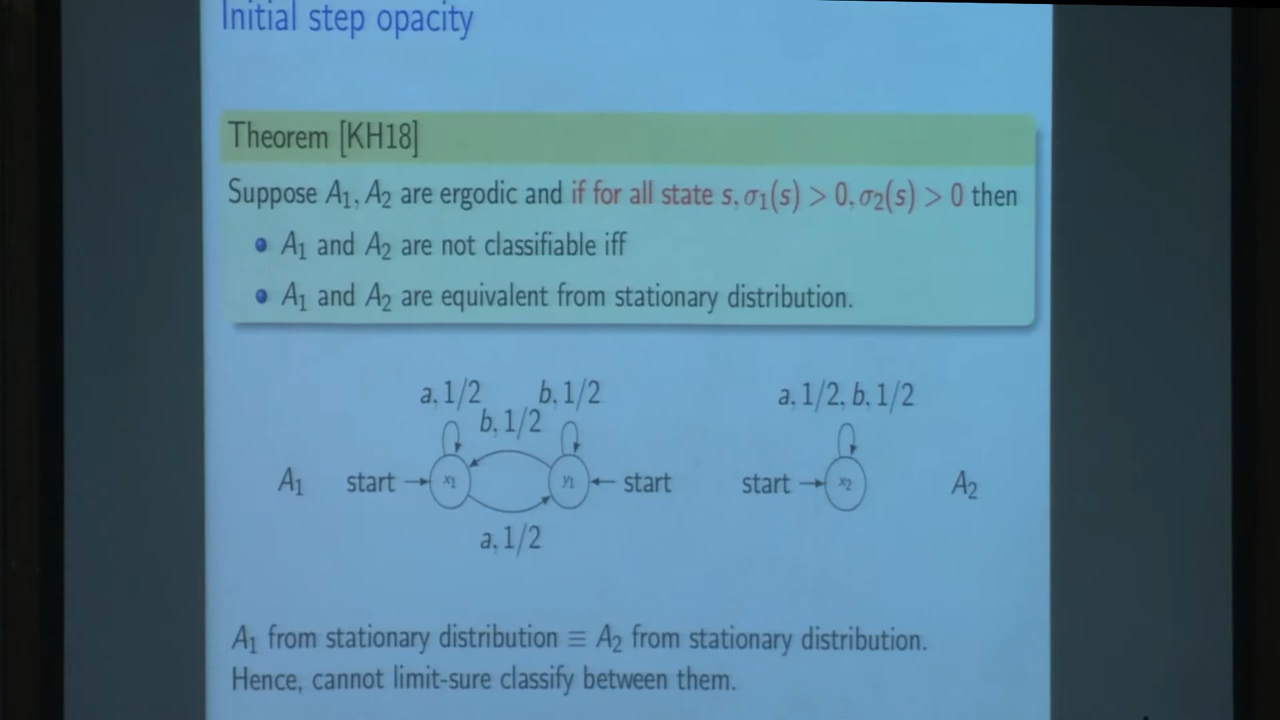 Initial step opacity
Theorem [KH18]
Suppose A₁, A₂ are ergodic and if for all state s, σ₁(s) > 0, σ₂(s) > 0 then
A₁ and A₂ are not classifiable iff
A₁ and A₂ are equivalent from stationary distribution.
a, 1/2 b, 1/2 a, 1/2, b, 1/2
b, 1/2
A₁ start x₁ y₁ start start x₂ A₂
a, 1/2
A₁ from stationary distribution ≡ A₂ from stationary distribution.
Hence, cannot limit-sure classify between them.